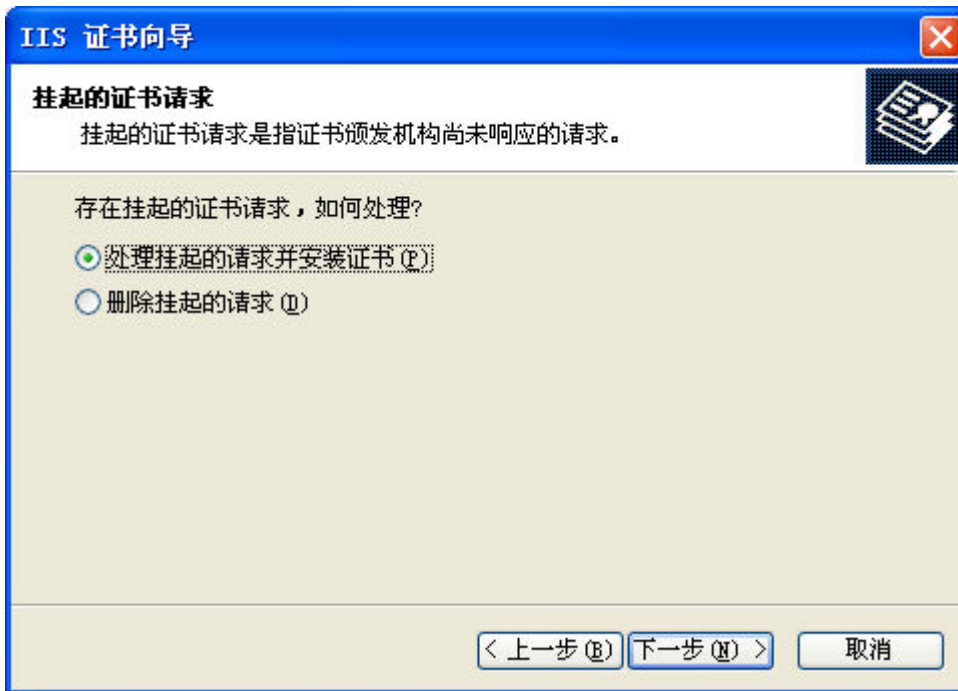 IIS 证书向导
挂起的证书请求
挂起的证书请求是指证书颁发机构尚未响应的请求。
存在挂起的证书请求，如何处理?
处理挂起的请求并安装证书(P)
删除挂起的请求(D)
< 上一步(B) 下一步(N) > 取消